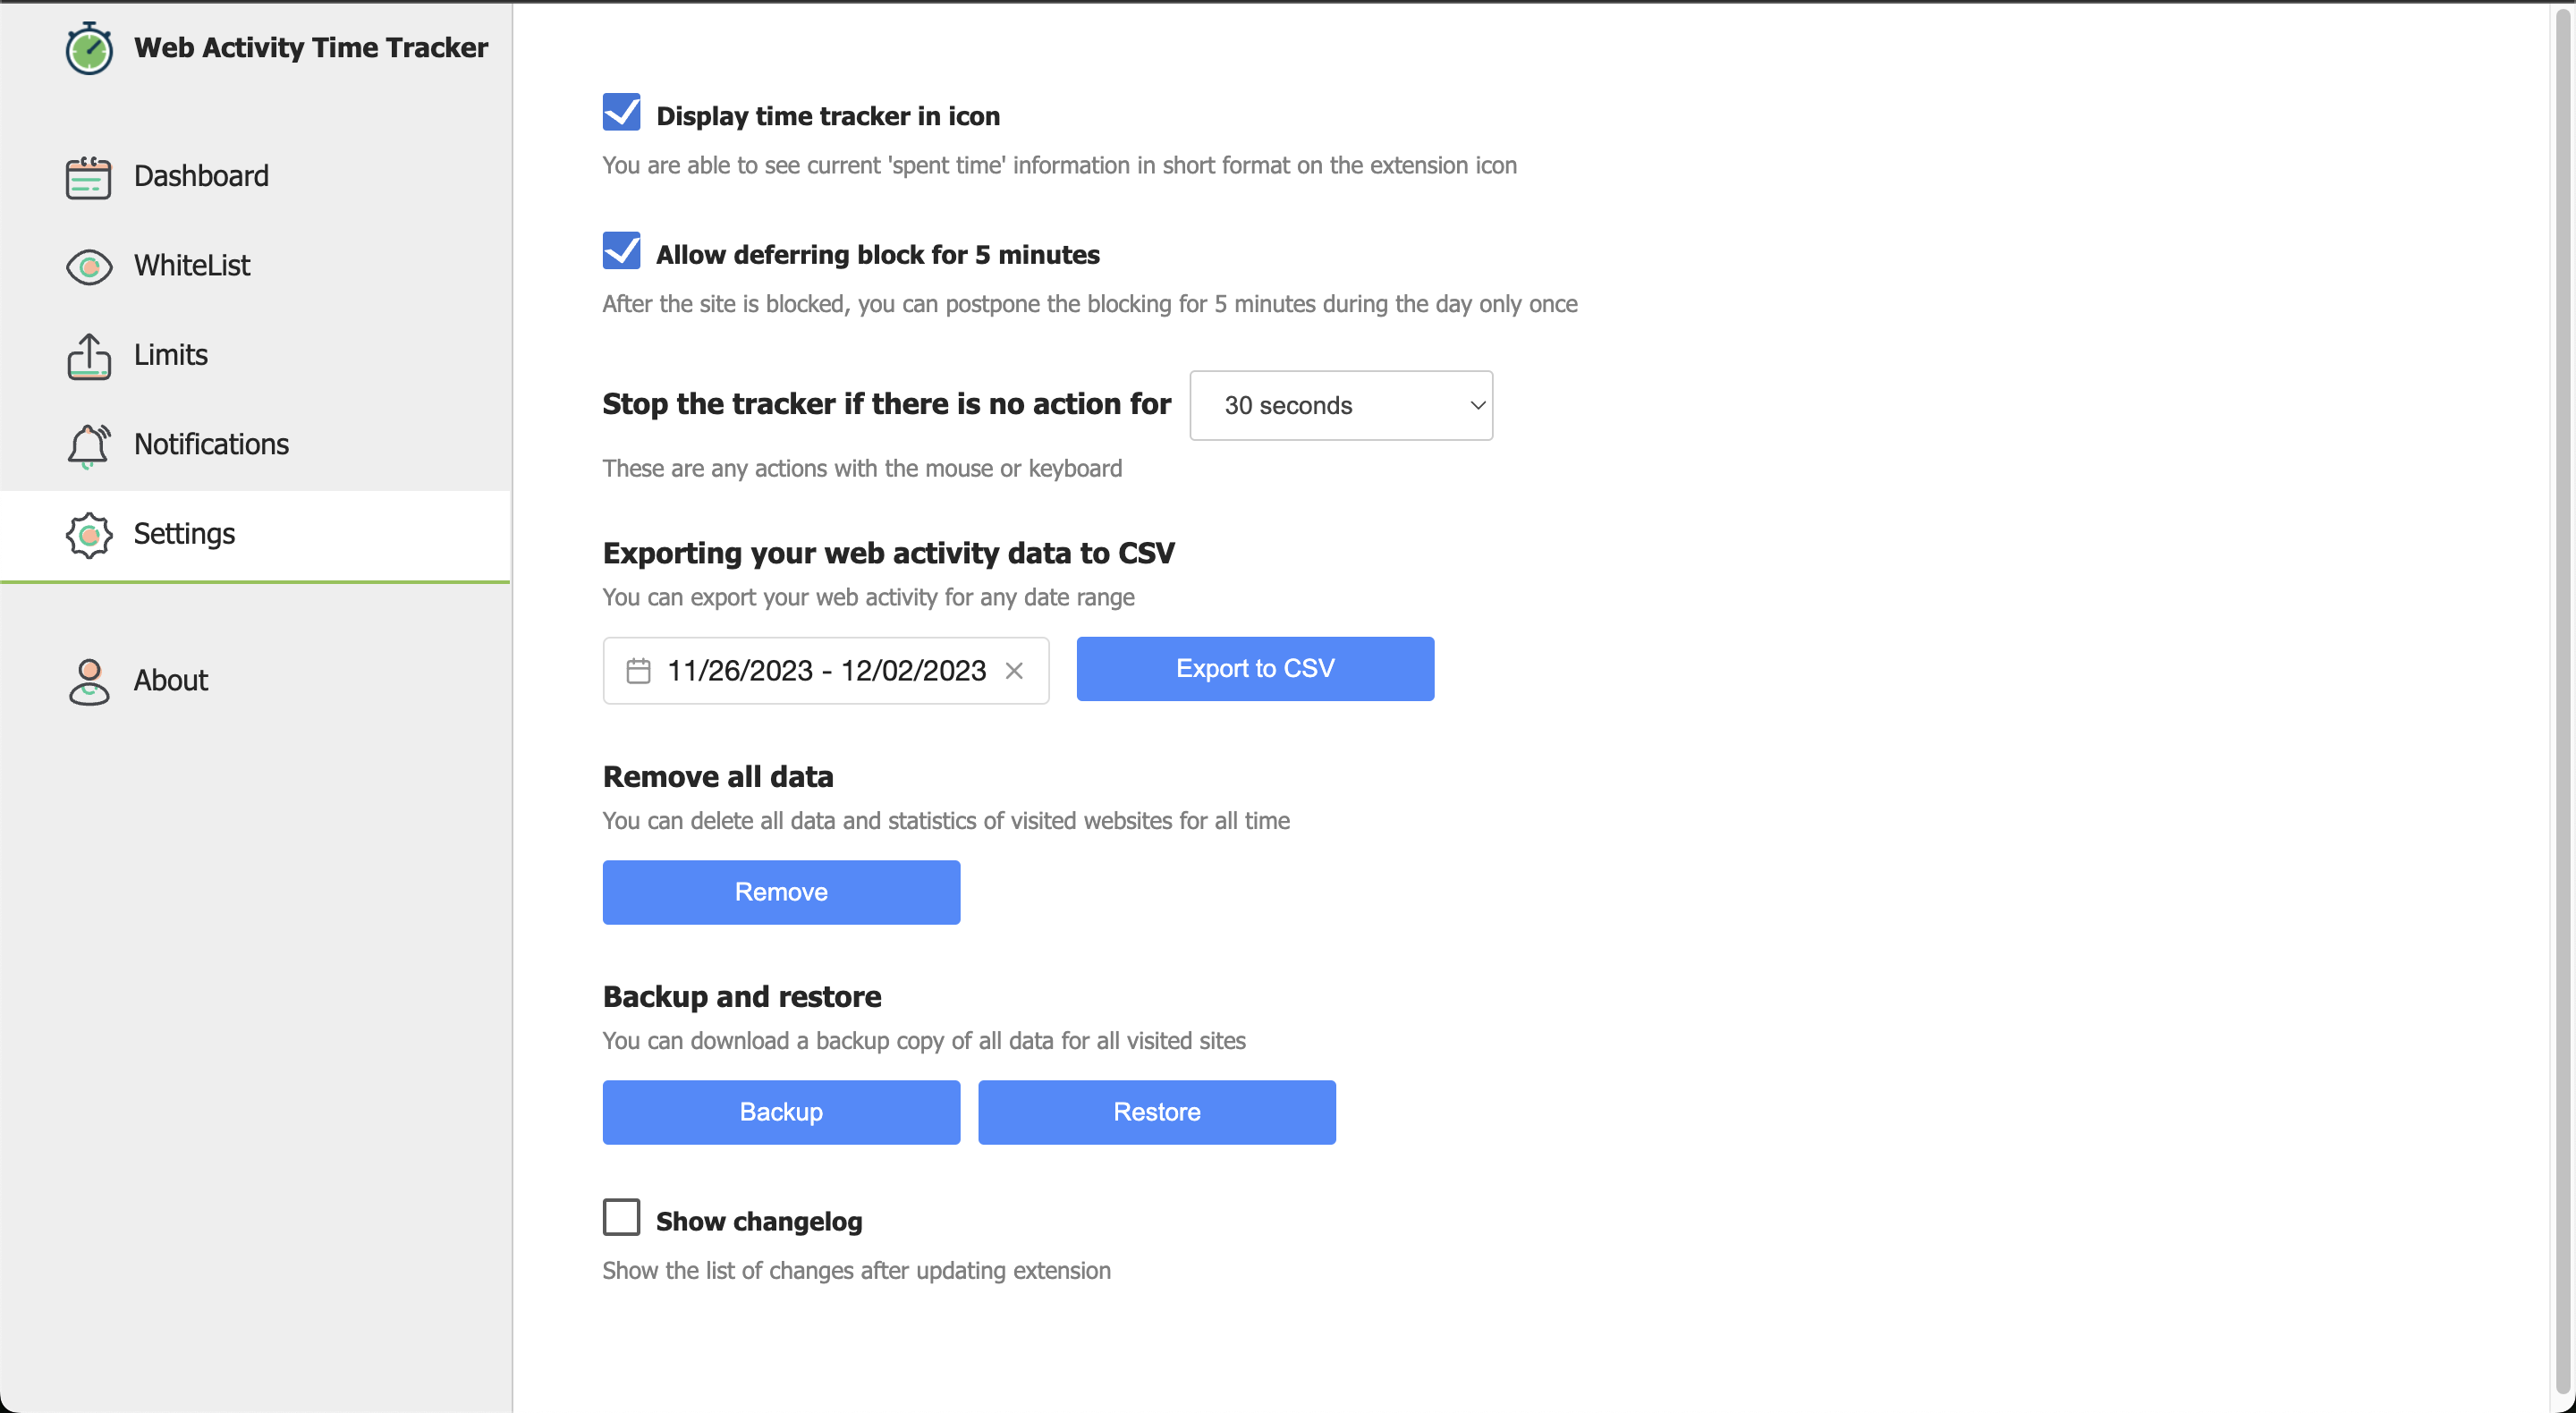 Web Activity Time Tracker
Dashboard
WhiteList
Limits
Notifications
Settings
About
Display time tracker in icon
You are able to see current 'spent time' information in short format on the extension icon
Allow deferring block for 5 minutes
After the site is blocked, you can postpone the blocking for 5 minutes during the day only once
Stop the tracker if there is no action for 30 seconds
These are any actions with the mouse or keyboard
Exporting your web activity data to CSV
You can export your web activity for any date range
11/26/2023 - 12/02/2023 Export to CSV
Remove all data
You can delete all data and statistics of visited websites for all time
Remove
Backup and restore
You can download a backup copy of all data for all visited sites
Backup Restore
Show changelog
Show the list of changes after updating extension